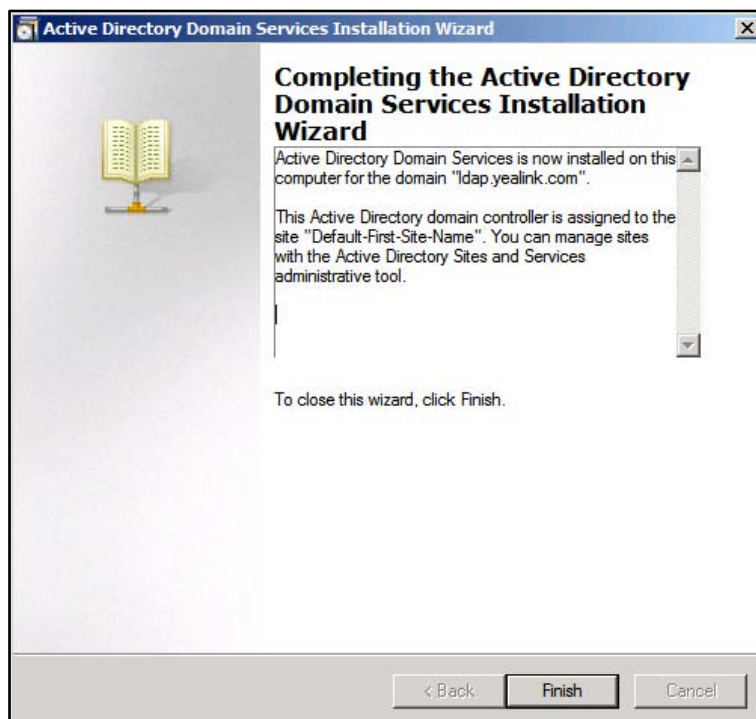 Active Directory Domain Services Installation Wizard
Completing the Active Directory
Domain Services Installation
Wizard
Active Directory Domain Services is now installed on this
computer for the domain "ldap.yealink.com".
This Active Directory domain controller is assigned to the
site "Default-First-Site-Name". You can manage sites
with the Active Directory Sites and Services
administrative tool.
To close this wizard, click Finish.
< Back
Finish
Cancel